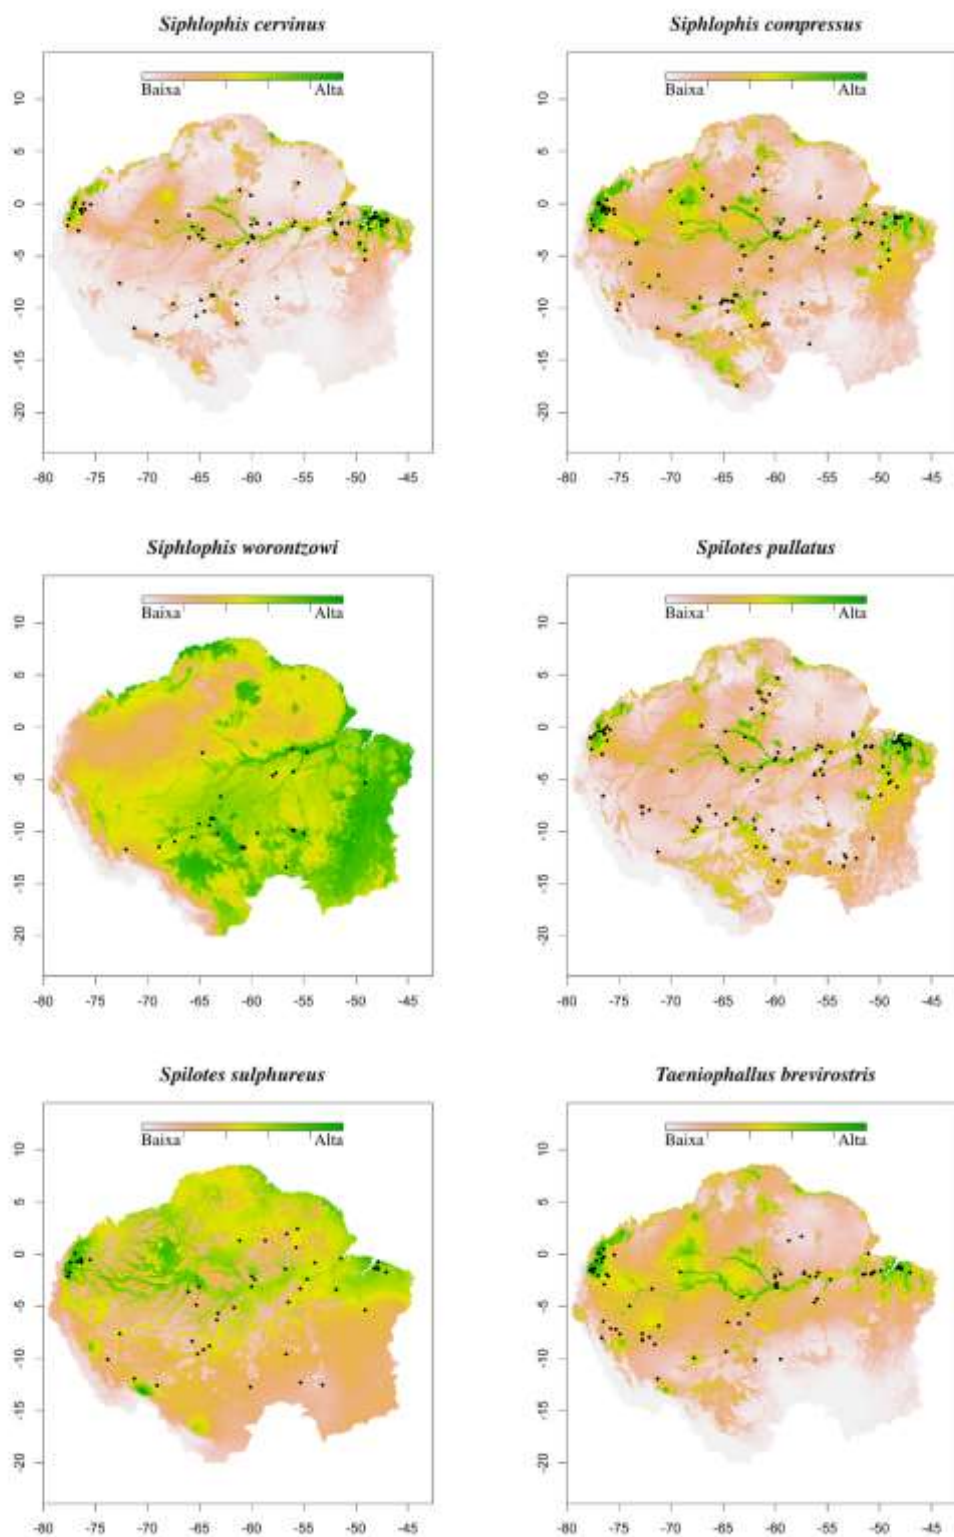 Siphlophis cervinus
Siphlophis compressus
Baixa Alta
Baixa Alta
10
5
0
-5
-10
-15
-20
10
5
0
-5
-10
-15
-20
-80 -75 -70 -65 -60 -55 -50 -45
-80 -75 -70 -65 -60 -55 -50 -45
Siphlophis worontzowi
Spilotes pullatus
Baixa Alta
Baixa Alta
10
5
0
-5
-10
-15
-20
10
5
0
-5
-10
-15
-20
-80 -75 -70 -65 -60 -55 -50 -45
-80 -75 -70 -65 -60 -55 -50 -45
Spilotes sulphureus
Taeniophallus brevirostris
Baixa Alta
Baixa Alta
10
5
0
-5
-10
-15
-20
10
5
0
-5
-10
-15
-20
-80 -75 -70 -65 -60 -55 -50 -45
-80 -75 -70 -65 -60 -55 -50 -45